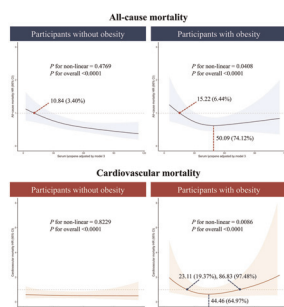 All-cause mortality
Participants without obesity
Participants with obesity
P for non-linear = 0.4769
P for overall <0.0001
10.84 (3.40%)
P for non-linear = 0.0408
P for overall <0.0001
15.22 (6.44%)
50.09 (74.12%)
Cardiovascular mortality
Participants without obesity
Participants with obesity
P for non-linear = 0.8229
P for overall <0.0001
P for non-linear = 0.0086
P for overall <0.0001
23.11 (19.37%), 86.83 (97.48%)
44.46 (64.97%)